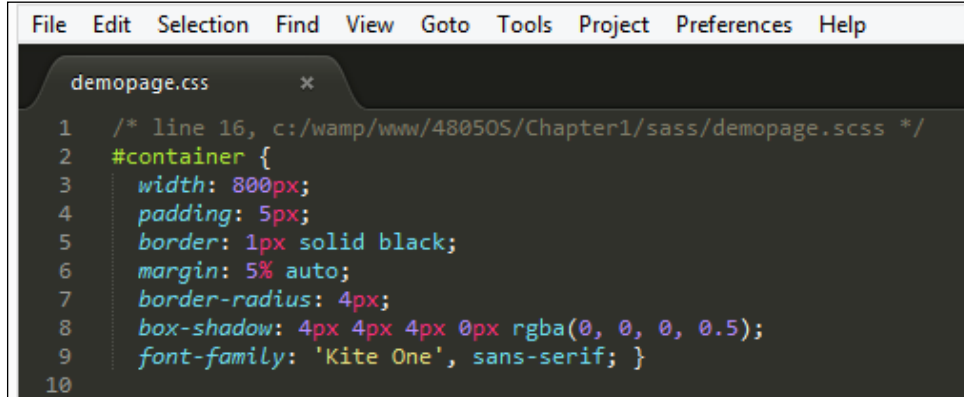 File Edit Selection Find View Goto Tools Project Preferences Help
demopage.css ×
1 /* line 16, c:/wamp/www/4805OS/Chapter1/sass/demopage.scss */
2 #container {
3 width: 800px;
4 padding: 5px;
5 border: 1px solid black;
6 margin: 5% auto;
7 border-radius: 4px;
8 box-shadow: 4px 4px 4px 0px rgba(0, 0, 0, 0.5);
9 font-family: 'Kite One', sans-serif; }
10